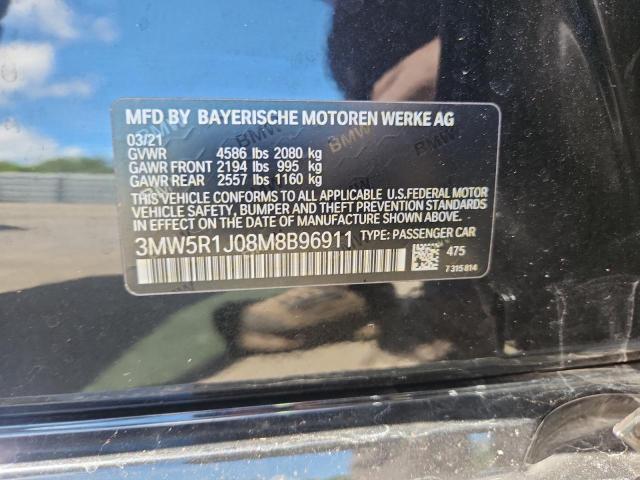 MFD BY BAYERISCHE MOTOREN WERKE AG
03/21
GVWR 4586 lbs 2080 kg
GAWR FRONT 2194 lbs 995 kg
GAWR REAR 2557 lbs 1160 kg
THIS VEHICLE CONFORMS TO ALL APPLICABLE U.S.FEDERAL MOTOR
VEHICLE SAFETY, BUMPER AND THEFT PREVENTION STANDARDS
IN EFFECT ON THE DATE OF MANUFACTURE SHOWN ABOVE.
3MW5R1J08M8B96911 TYPE: PASSENGER CAR
475
7 315 814
BMW
BMW
BMW